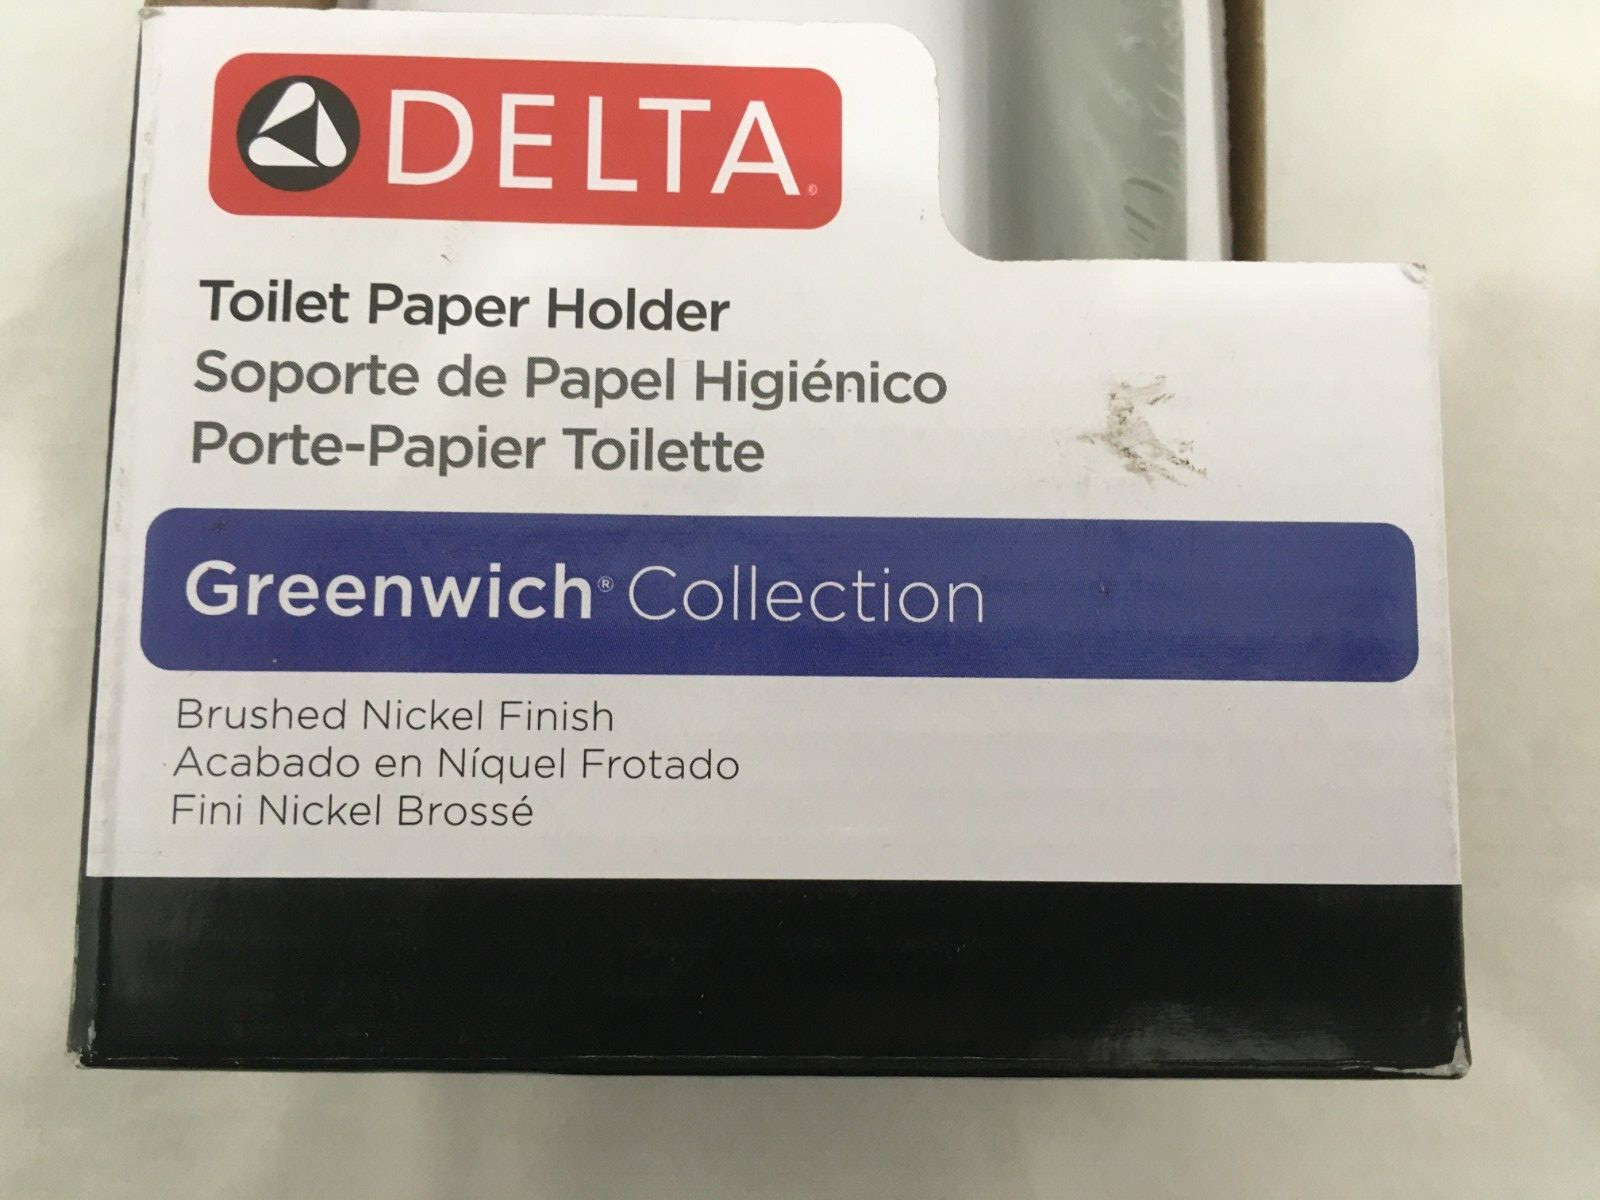 DELTA®
Toilet Paper Holder
Soporte de Papel Higiénico
Porte-Papier Toilette
Greenwich® Collection
Brushed Nickel Finish
Acabado en Níquel Frotado
Fini Nickel Brossé